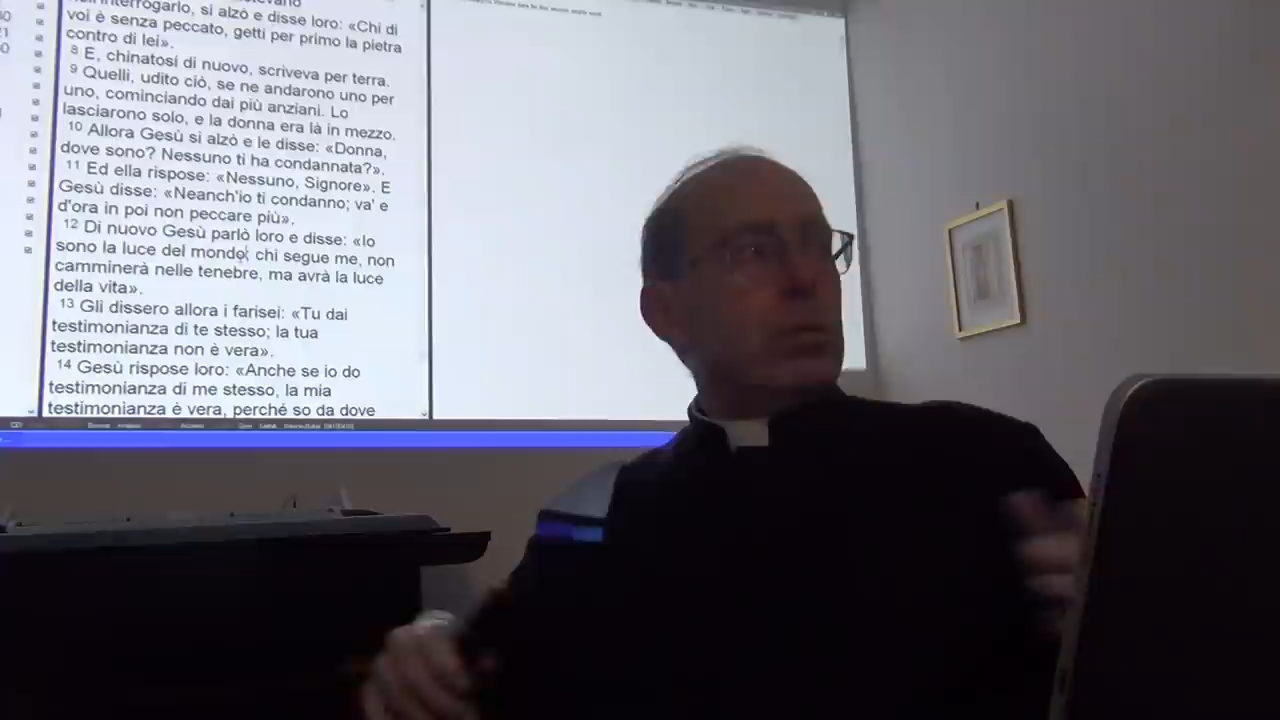 interrogarlo, si alzò e disse loro: «Chi di
voi è senza peccato, getti per primo la pietra
contro di lei».
8 E, chinatosi di nuovo, scriveva per terra.
9 Quelli, udito ciò, se ne andarono uno per
uno, cominciando dai più anziani. Lo
lasciarono solo, e la donna era là in mezzo.
10 Allora Gesù si alzò e le disse: «Donna,
dove sono? Nessuno ti ha condannata?».
11 Ed ella rispose: «Nessuno, Signore». E
Gesù disse: «Neanch'io ti condanno; va' e
d'ora in poi non peccare più».
12 Di nuovo Gesù parlò loro e disse: «Io
sono la luce del mondo; chi segue me, non
camminerà nelle tenebre, ma avrà la luce
della vita».
13 Gli dissero allora i farisei: «Tu dai
testimonianza di te stesso; la tua
testimonianza non è vera».
14 Gesù rispose loro: «Anche se io do
testimonianza di me stesso, la mia
testimonianza è vera, perché so da dove